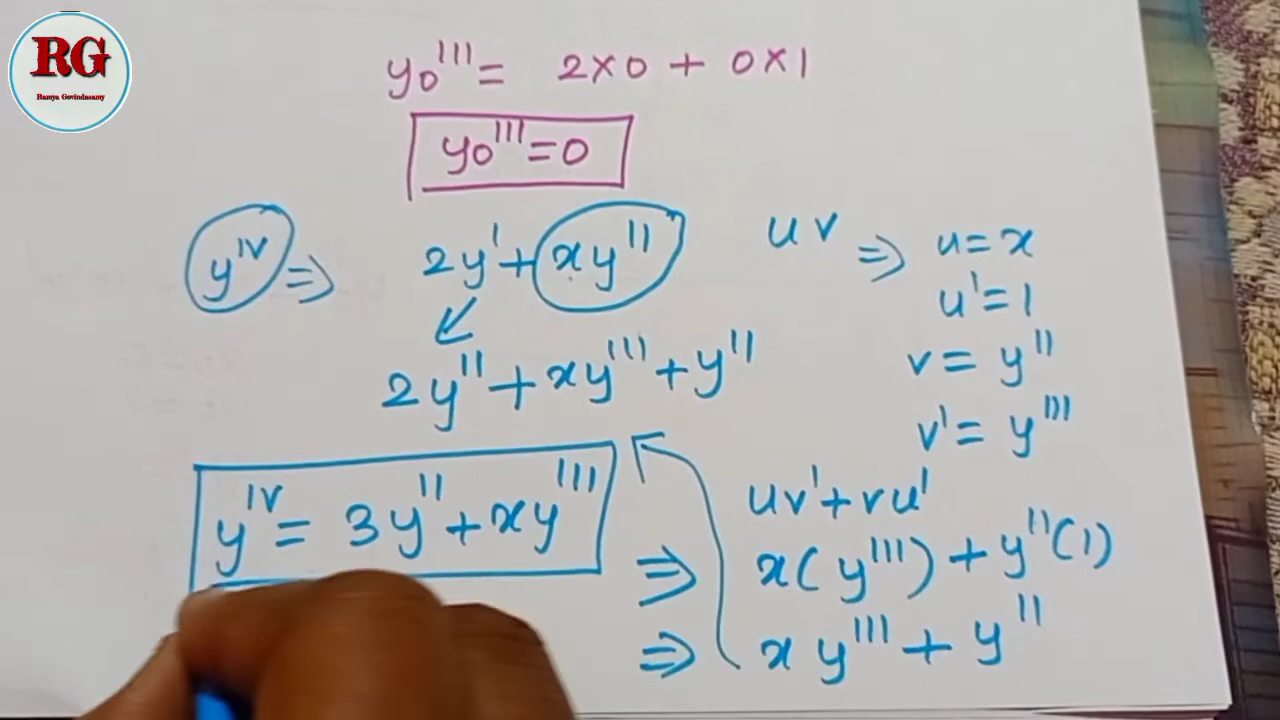 RG
Ramya Govindasamy
y0''' = 2×0 + 0×1
y0''' = 0
y^IV ⇒ 2y' + xy''
2y'' + xy''' + y''
y^IV = 3y'' + xy'''
uv ⇒ u = x
u' = 1
v = y''
v' = y'''
uv' + vu'
⇒ x(y''') + y''(1)
⇒ xy''' + y''